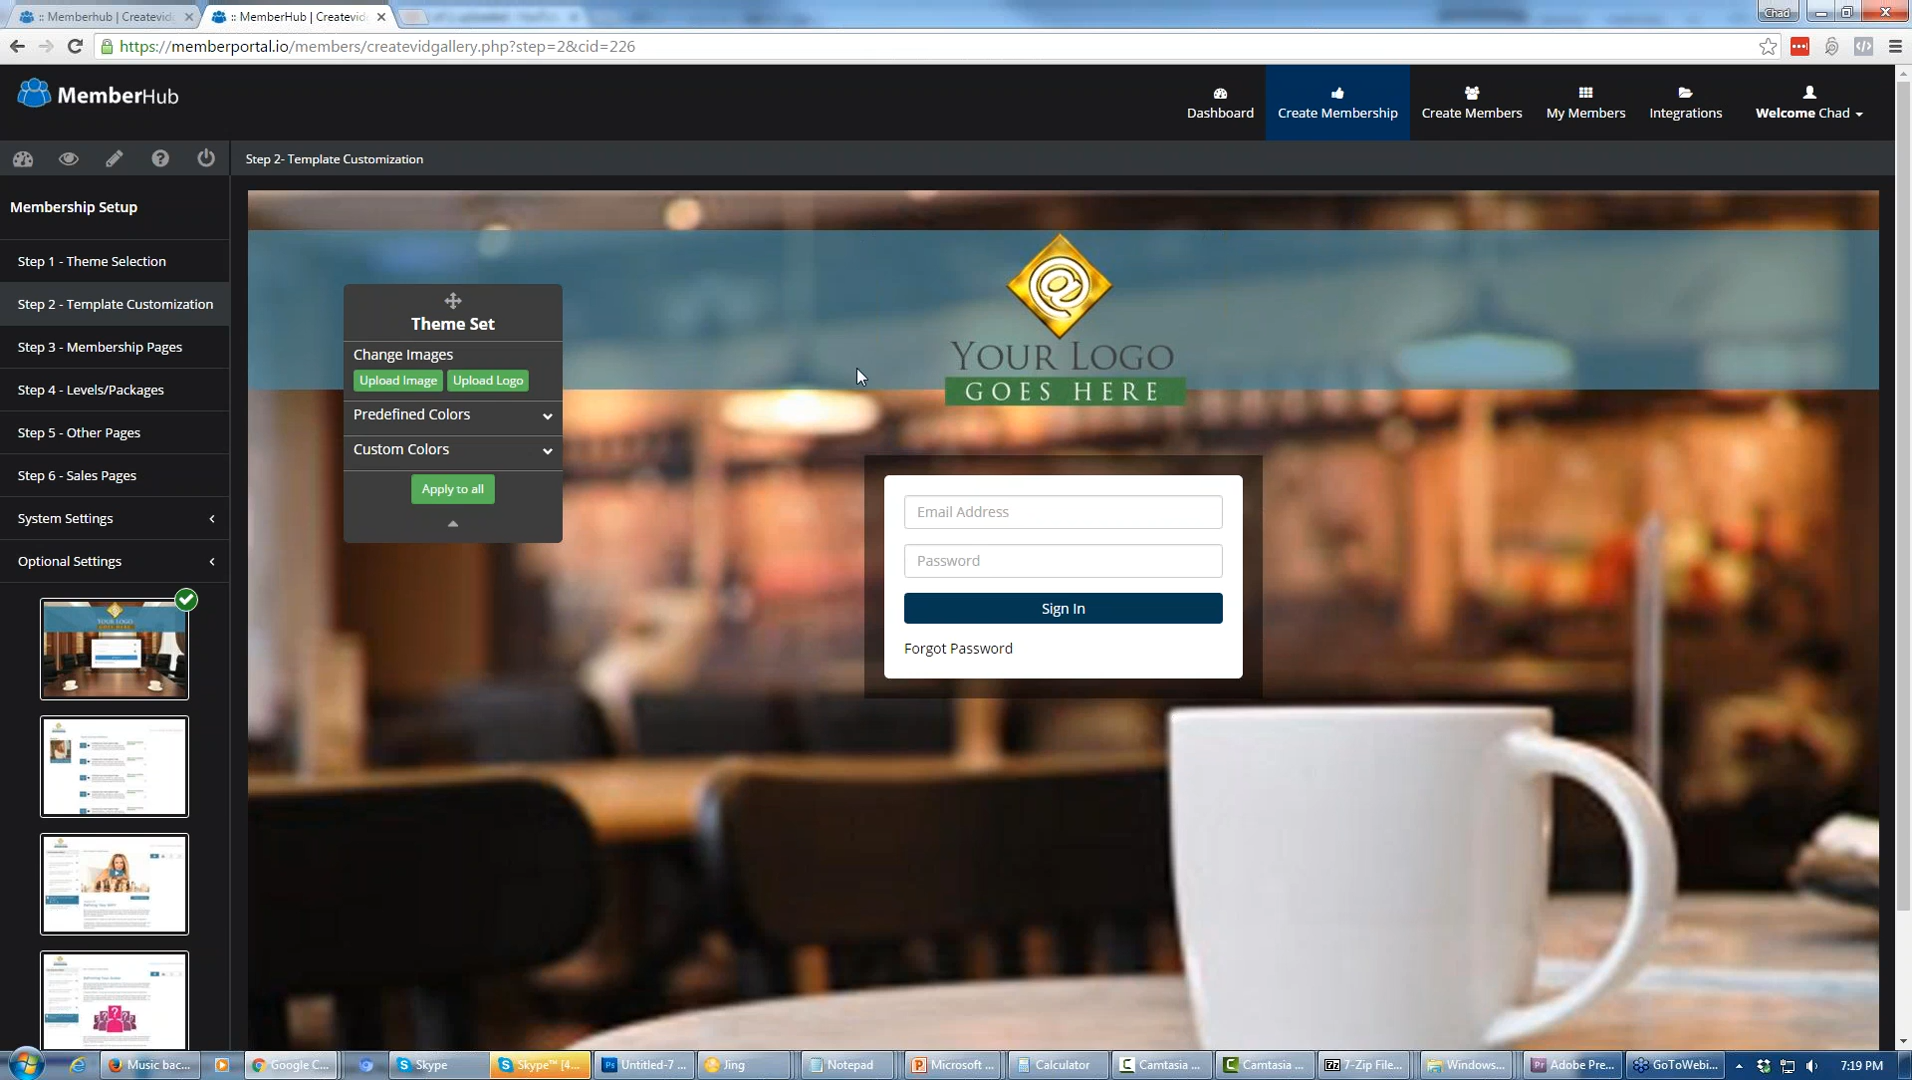 :: MemberHub | Createvid
:: MemberHub | Createvid
Chad
https://memberportal.io/members/createvidgallery.php?step=2&cid=226
MemberHub
Dashboard
Create Membership
Create Members
My Members
Integrations
Welcome Chad
Step 2- Template Customization
Membership Setup
Step 1 - Theme Selection
Step 2 - Template Customization
Step 3 - Membership Pages
Step 4 - Levels/Packages
Step 5 - Other Pages
Step 6 - Sales Pages
System Settings
Optional Settings
Theme Set
Change Images
Upload Image
Upload Logo
Predefined Colors
Custom Colors
Apply to all
YOUR LOGO
GOES HERE
Email Address
Password
Sign In
Forgot Password
YOUR LOGO
GOES HERE
Music bac...
Google C...
Skype
Skype™ [4...
Untitled-7 ...
Jing
Notepad
Microsoft ...
Calculator
Camtasia ...
Camtasia ...
7-Zip File...
Windows...
Adobe Pre...
GoToWebi...
7:19 PM